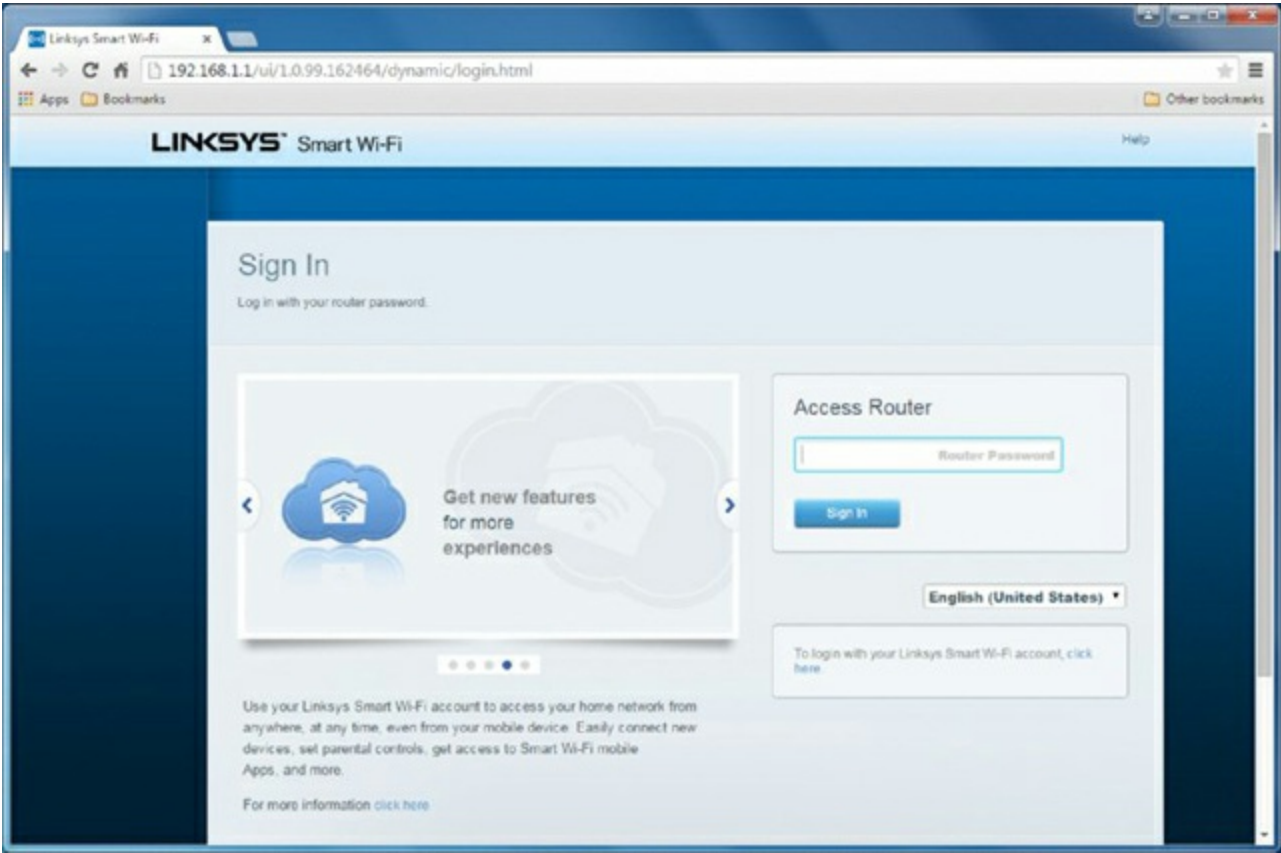 Linksys Smart Wi-Fi
192.168.1.1/ui/1.0.99.162464/dynamic/login.html
Apps Bookmarks Other bookmarks
LINKSYS™ Smart Wi-Fi
Help
Sign In
Log in with your router password.
Get new features
for more
experiences
Access Router
Router Password
Sign In
English (United States)
To login with your Linksys Smart Wi-Fi account, click
here.
Use your Linksys Smart Wi-Fi account to access your home network from
anywhere, at any time, even from your mobile device. Easily connect new
devices, set parental controls, get access to Smart Wi-Fi mobile
Apps, and more.
For more information click here